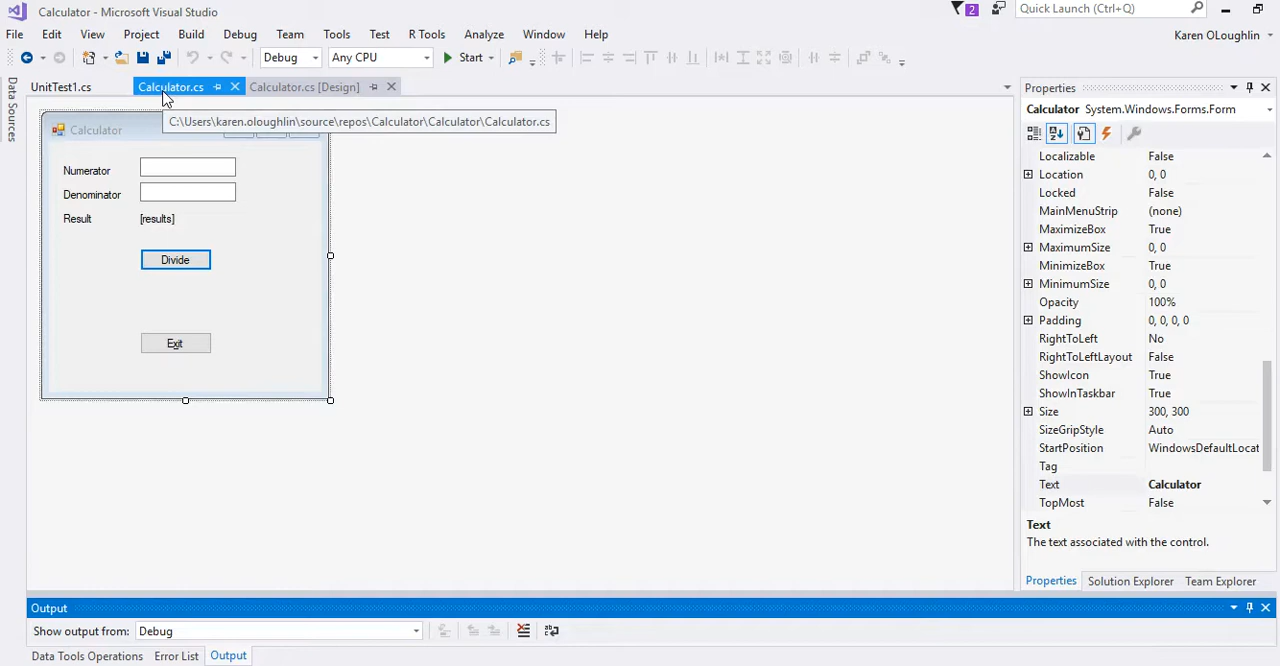 Calculator - Microsoft Visual Studio
2
Quick Launch (Ctrl+Q)
File Edit View Project Build Debug Team Tools Test R Tools Analyze Window Help
Karen OLoughlin
Debug Any CPU Start
Data Sources
UnitTest1.cs Calculator.cs Calculator.cs [Design]
C:\Users\karen.oloughlin\source\repos\Calculator\Calculator\Calculator.cs
Calculator
Numerator
Denominator
Result [results]
Divide
Exit
Properties
Calculator System.Windows.Forms.Form
Localizable False
Location 0, 0
Locked False
MainMenuStrip (none)
MaximizeBox True
MaximumSize 0, 0
MinimizeBox True
MinimumSize 0, 0
Opacity 100%
Padding 0, 0, 0, 0
RightToLeft No
RightToLeftLayout False
ShowIcon True
ShowInTaskbar True
Size 300, 300
SizeGripStyle Auto
StartPosition WindowsDefaultLocat
Tag
Text Calculator
TopMost False
Text
The text associated with the control.
Properties Solution Explorer Team Explorer
Output
Show output from: Debug
Data Tools Operations Error List Output